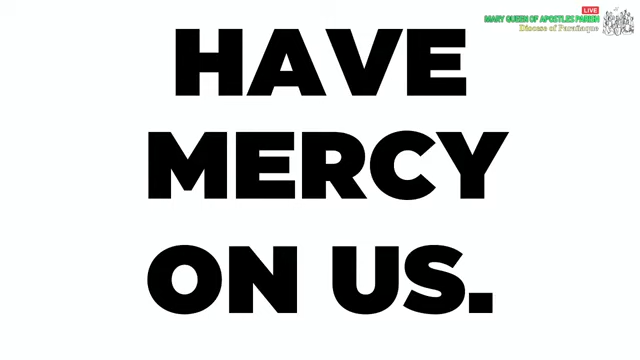 LIVE
MARY QUEEN OF APOSTLES PARISH
Diocese of Parañaque
HAVE
MERCY
ON US.